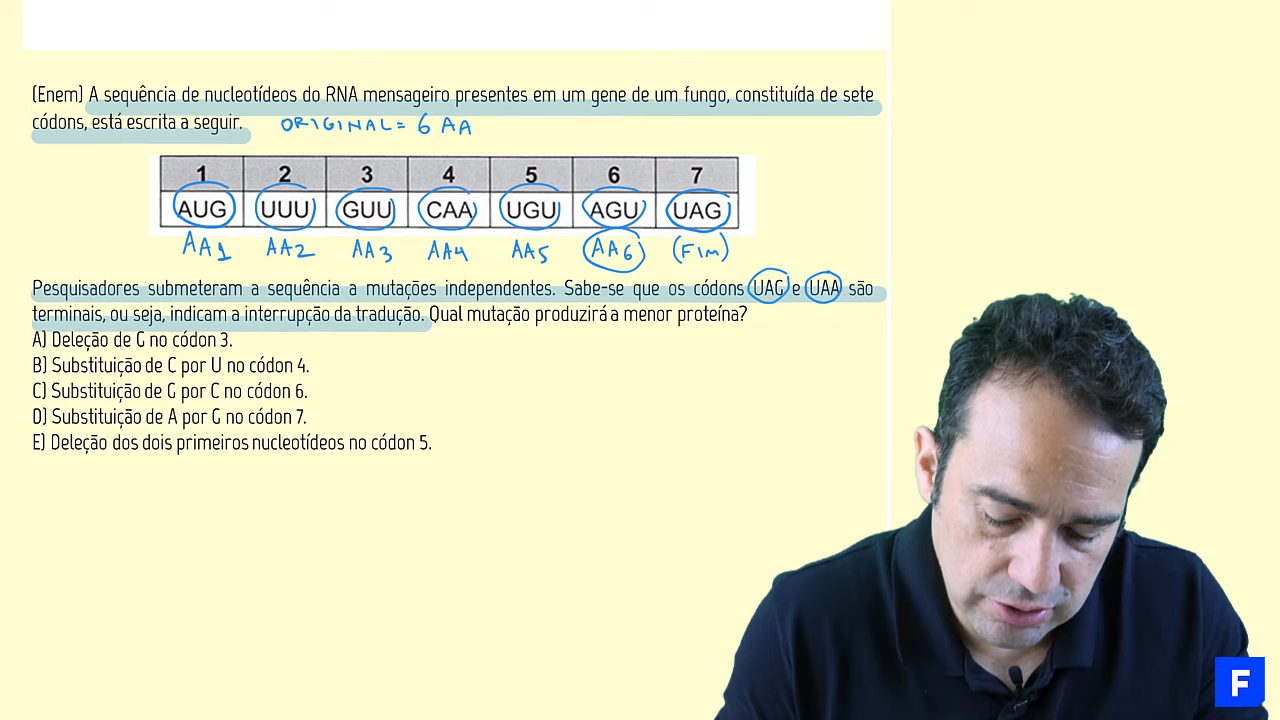 (Enem) A sequência de nucleotídeos do RNA mensageiro presentes em um gene de um fungo, constituída de sete
códons, está escrita a seguir. ORIGINAL = 6 AA
1 2 3 4 5 6 7
AUG UUU GUU CAA UGU AGU UAG
AA1 AA2 AA3 AA4 AA5 AA6 (FIM)
Pesquisadores submeteram a sequência a mutações independentes. Sabe-se que os códons UAG e UAA são
terminais, ou seja, indicam a interrupção da tradução. Qual mutação produzirá a menor proteína?
A) Deleção de G no códon 3.
B) Substituição de C por U no códon 4.
C) Substituição de G por C no códon 6.
D) Substituição de A por G no códon 7.
E) Deleção dos dois primeiros nucleotídeos no códon 5.
F